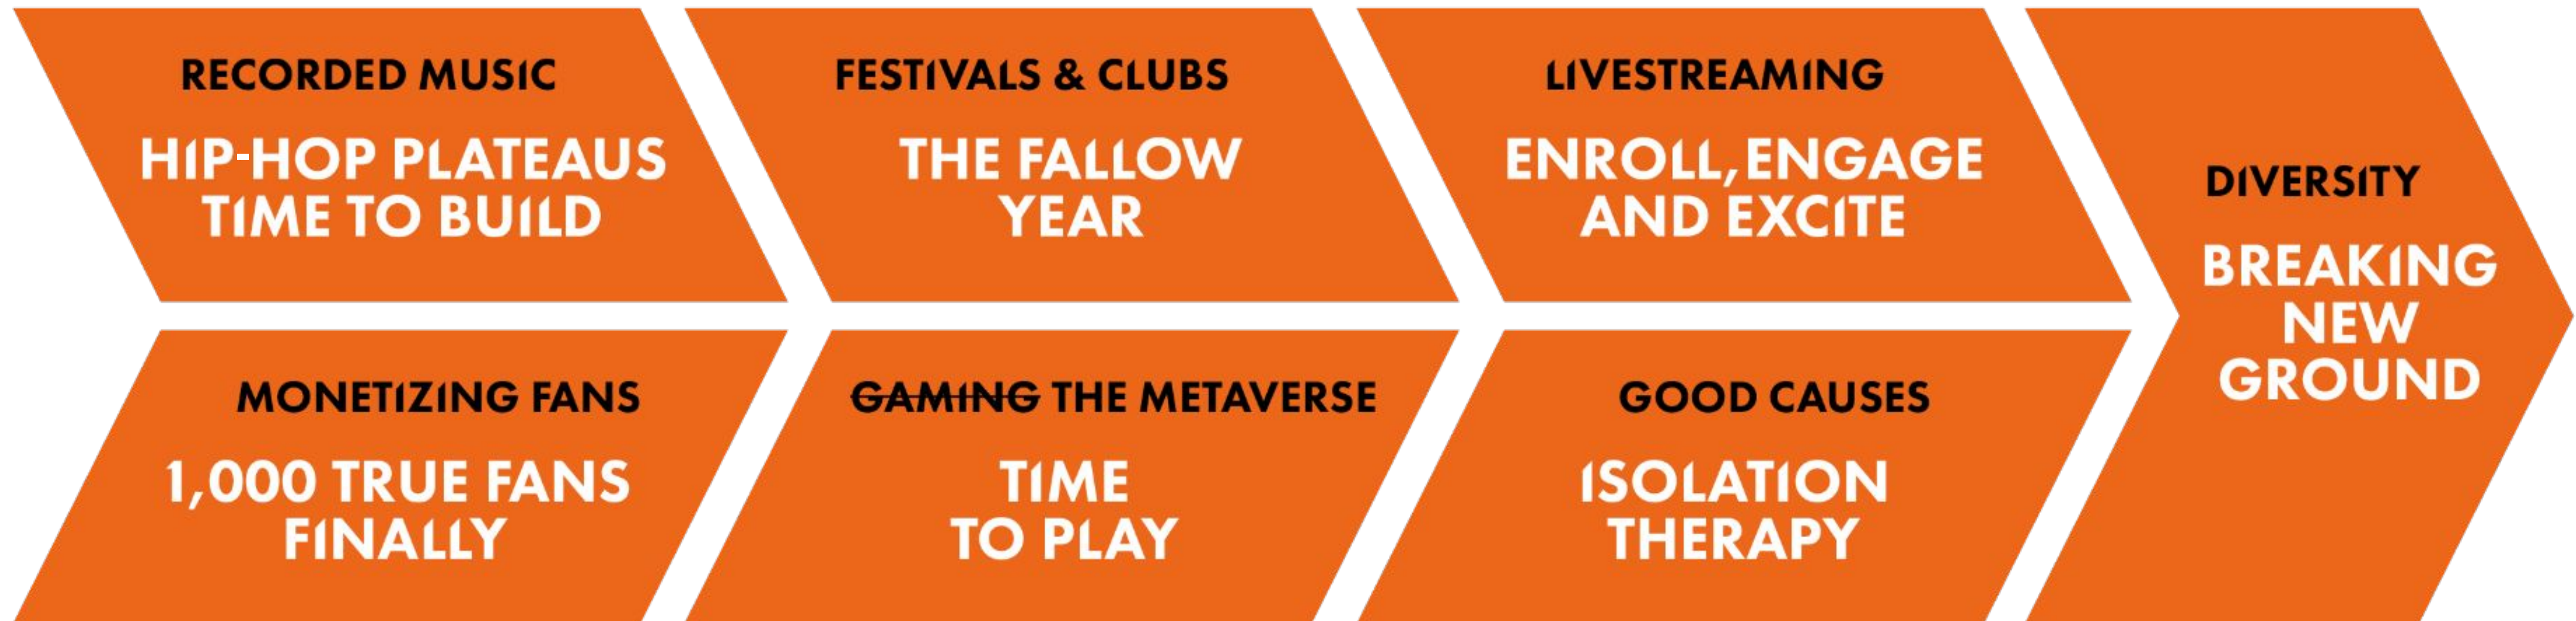 RECORDED MUSIC
HIP-HOP PLATEAUS
TIME TO BUILD
FESTIVALS & CLUBS
THE FALLOW
YEAR
LIVESTREAMING
ENROLL, ENGAGE
AND EXCITE
DIVERSITY
BREAKING
NEW
GROUND
MONETIZING FANS
1,000 TRUE FANS
FINALLY
GAMING THE METAVERSE
TIME
TO PLAY
GOOD CAUSES
ISOLATION
THERAPY